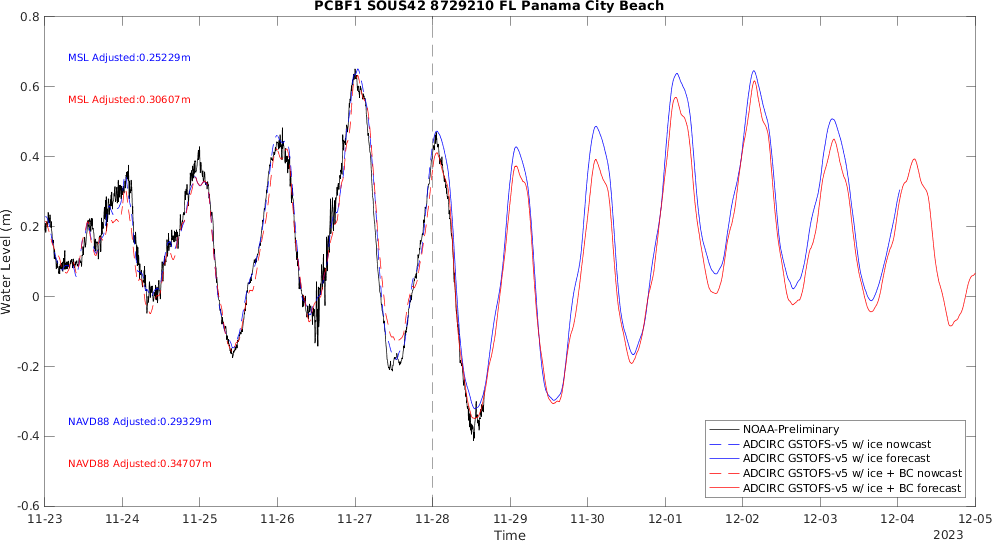 PCBF1 SOUS42 8729210 FL Panama City Beach
0.8
0.6
0.4
0.2
0
-0.2
-0.4
-0.6
Water Level (m)
MSL Adjusted:0.25229m
MSL Adjusted:0.30607m
NAVD88 Adjusted:0.29329m
NAVD88 Adjusted:0.34707m
NOAA-Preliminary
ADCIRC GSTOFS-v5 w/ ice nowcast
ADCIRC GSTOFS-v5 w/ ice forecast
ADCIRC GSTOFS-v5 w/ ice + BC nowcast
ADCIRC GSTOFS-v5 w/ ice + BC forecast
11-23 11-24 11-25 11-26 11-27 11-28 11-29 11-30 12-01 12-02 12-03 12-04 12-05
Time
2023